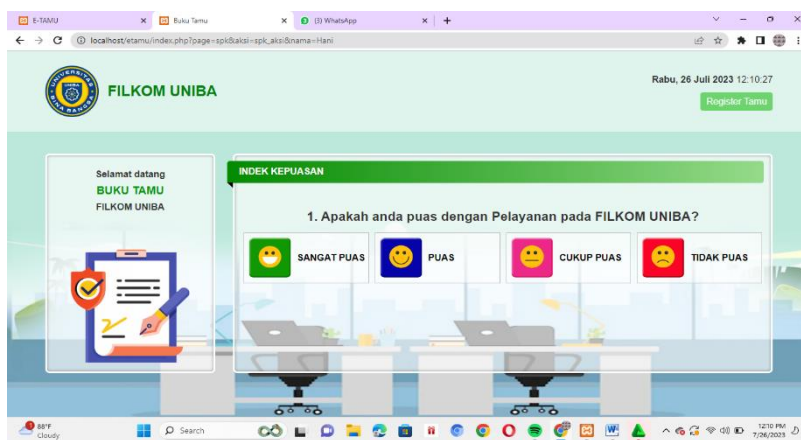 E-TAMU
Buku Tamu
(3) WhatsApp
localhost/etamu/index.php?page=spk&aksi=spk_aksi&nama=Hani
UNIVERSITAS
BINA BANGSA
FILKOM UNIBA
Rabu, 26 Juli 2023 12:10:27
Register Tamu
Selamat datang
BUKU TAMU
FILKOM UNIBA
INDEK KEPUASAN
1. Apakah anda puas dengan Pelayanan pada FILKOM UNIBA?
SANGAT PUAS
PUAS
CUKUP PUAS
TIDAK PUAS
88°F
Cloudy
Search
12:10 PM
7/26/2023